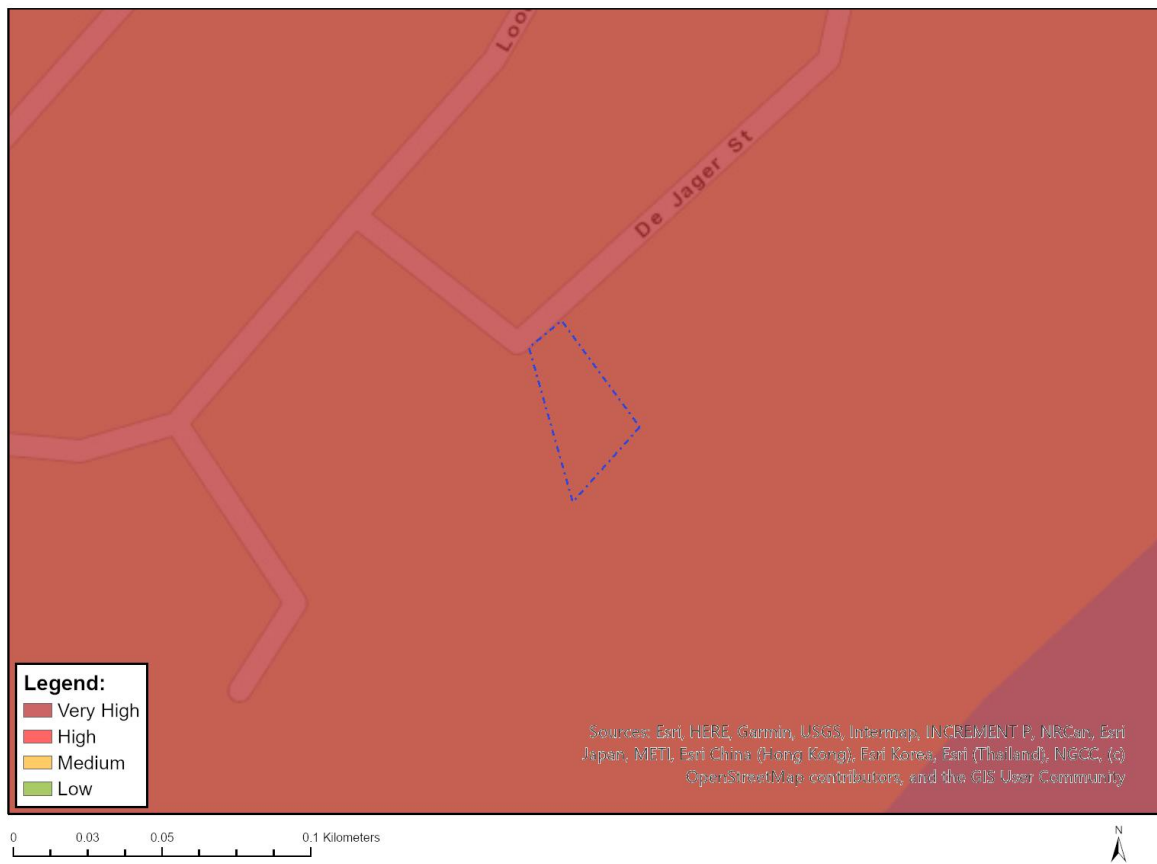 Loo
De Jager St
Legend:
Very High
High
Medium
Low
Sources: Esri, HERE, Garmin, USGS, Intermap, INCREMENT P, NRCan, Esri
Japan, METI, Esri China (Hong Kong), Esri Korea, Esri (Thailand), NGCC, (c)
OpenStreetMap contributors, and the GIS User Community
0 0.03 0.05 0.1 Kilometers
N